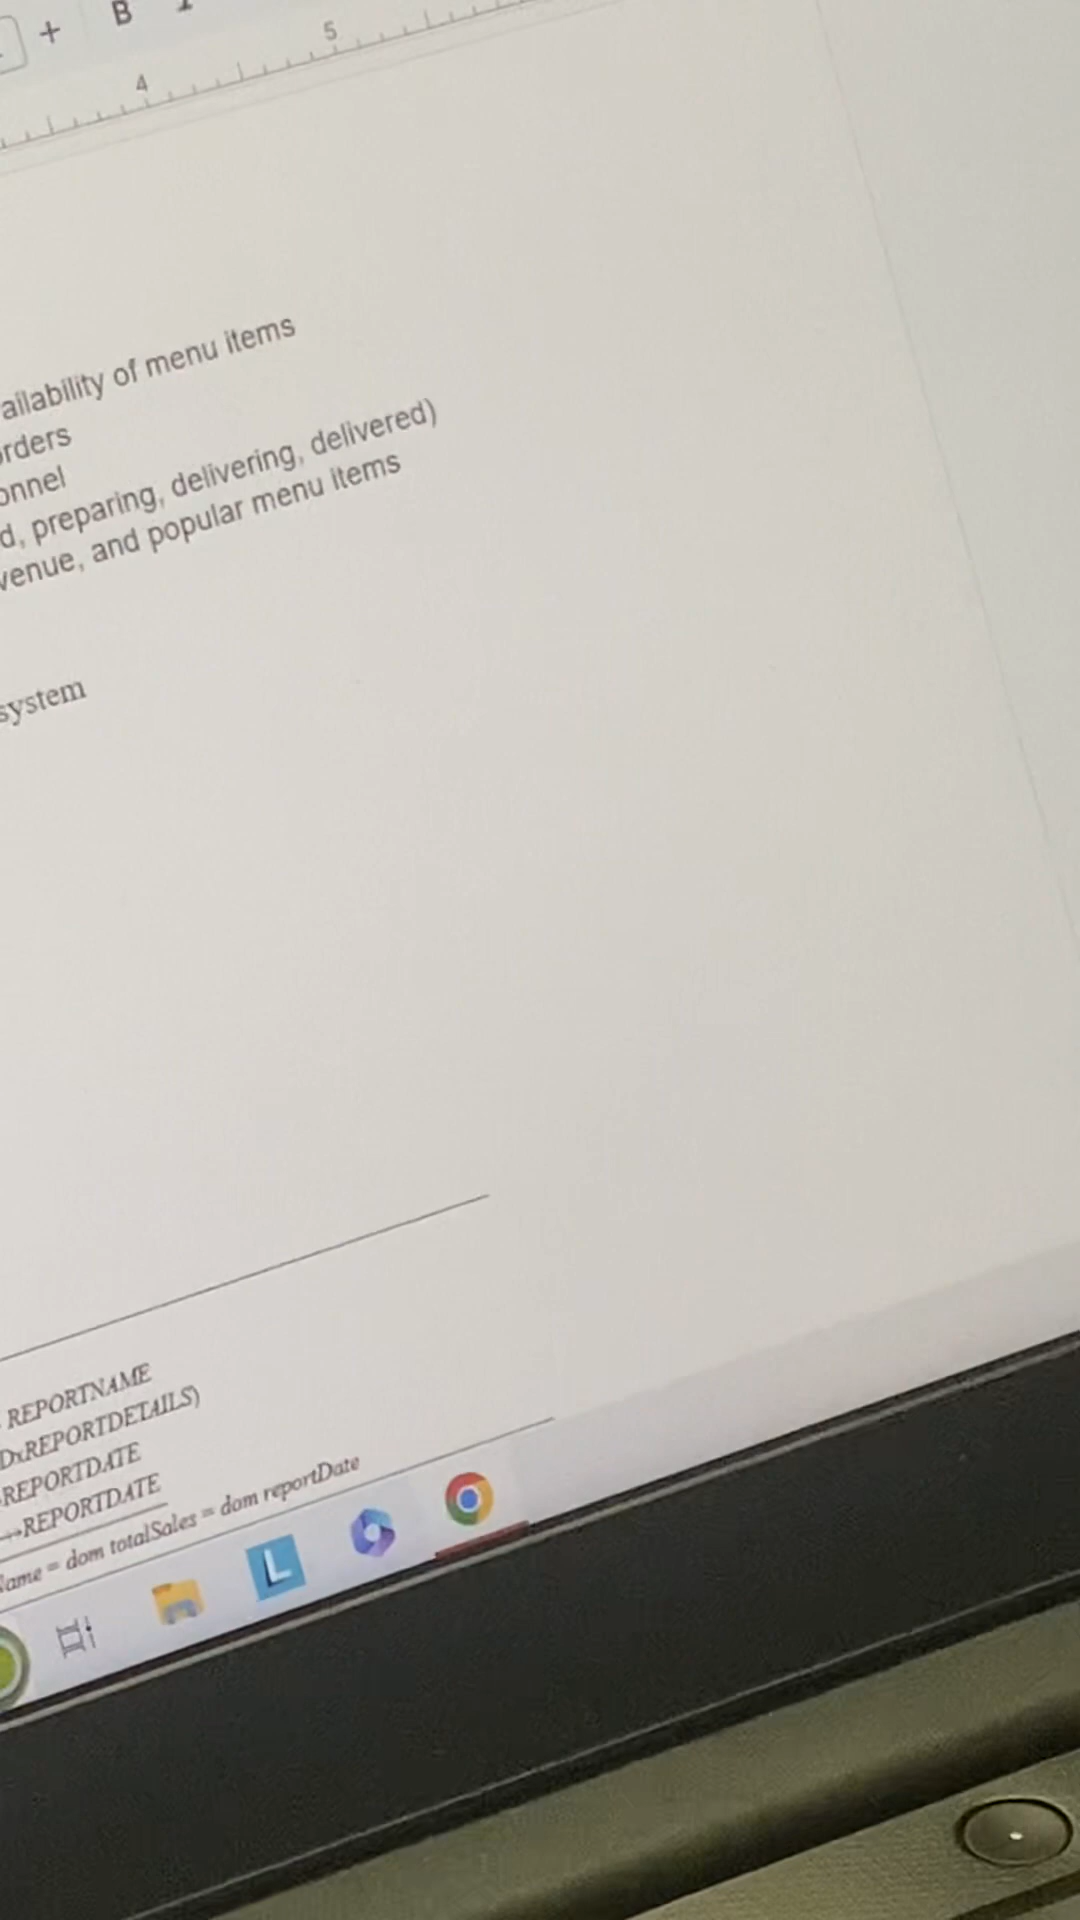 + B
4 5
ailability of menu items
rders
onnel
d, preparing, delivering, delivered)
venue, and popular menu items
system
REPORTNAME
DxREPORTDETAILS)
REPORTDATE
→REPORTDATE
ame = dom totalSales = dom reportDate
L